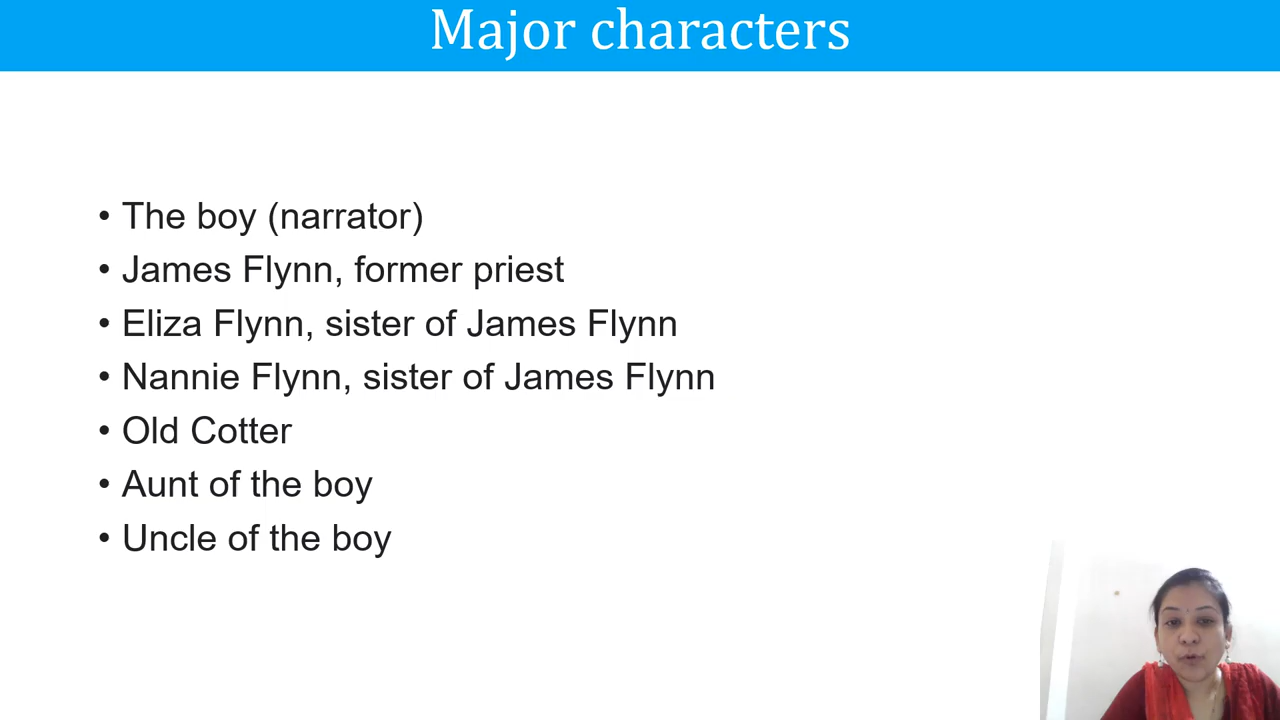 Major characters
• The boy (narrator)
• James Flynn, former priest
• Eliza Flynn, sister of James Flynn
• Nannie Flynn, sister of James Flynn
• Old Cotter
• Aunt of the boy
• Uncle of the boy